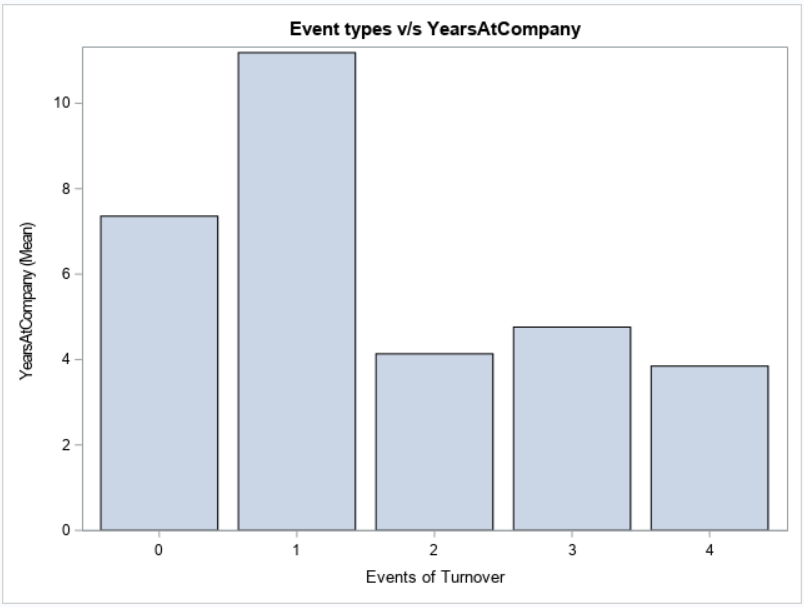 Event types v/s YearsAtCompany
YearsAtCompany (Mean)
10
8
6
4
2
0
0 1 2 3 4
Events of Turnover